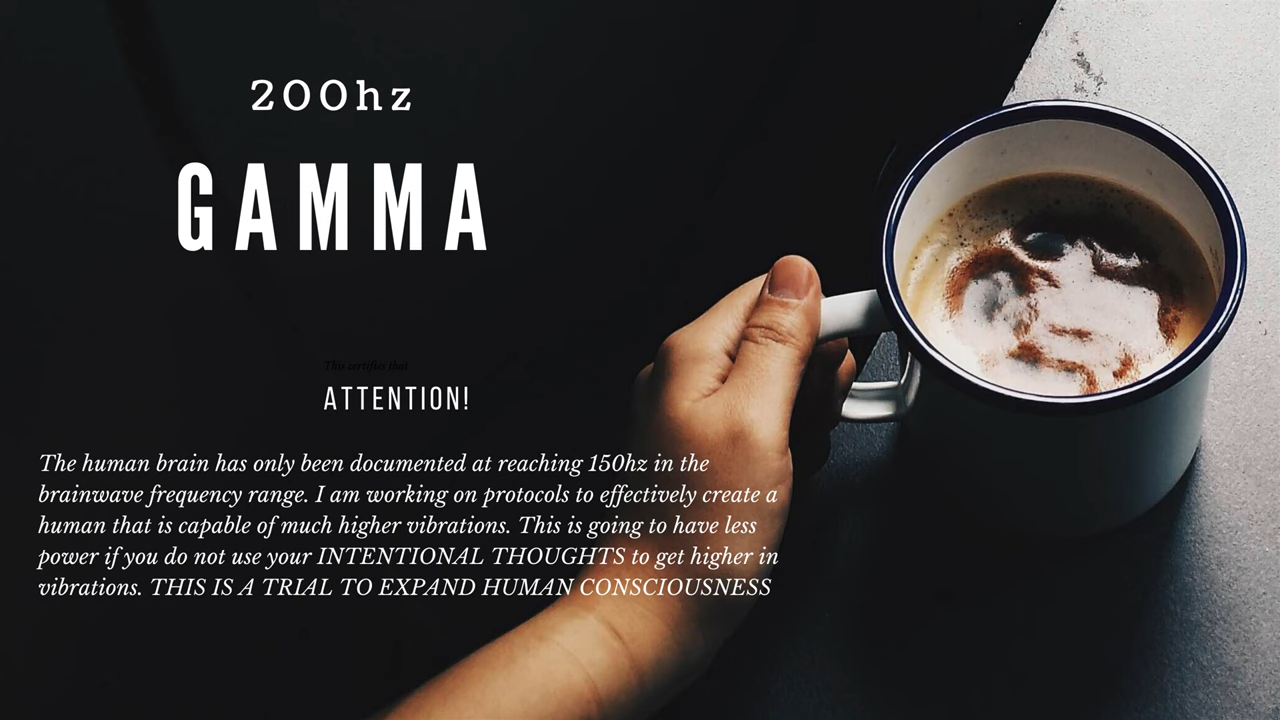 200hz
GAMMA
This certifies that
ATTENTION!
The human brain has only been documented at reaching 150hz in the
brainwave frequency range. I am working on protocols to effectively create a
human that is capable of much higher vibrations. This is going to have less
power if you do not use your INTENTIONAL THOUGHTS to get higher in
vibrations. THIS IS A TRIAL TO EXPAND HUMAN CONSCIOUSNESS